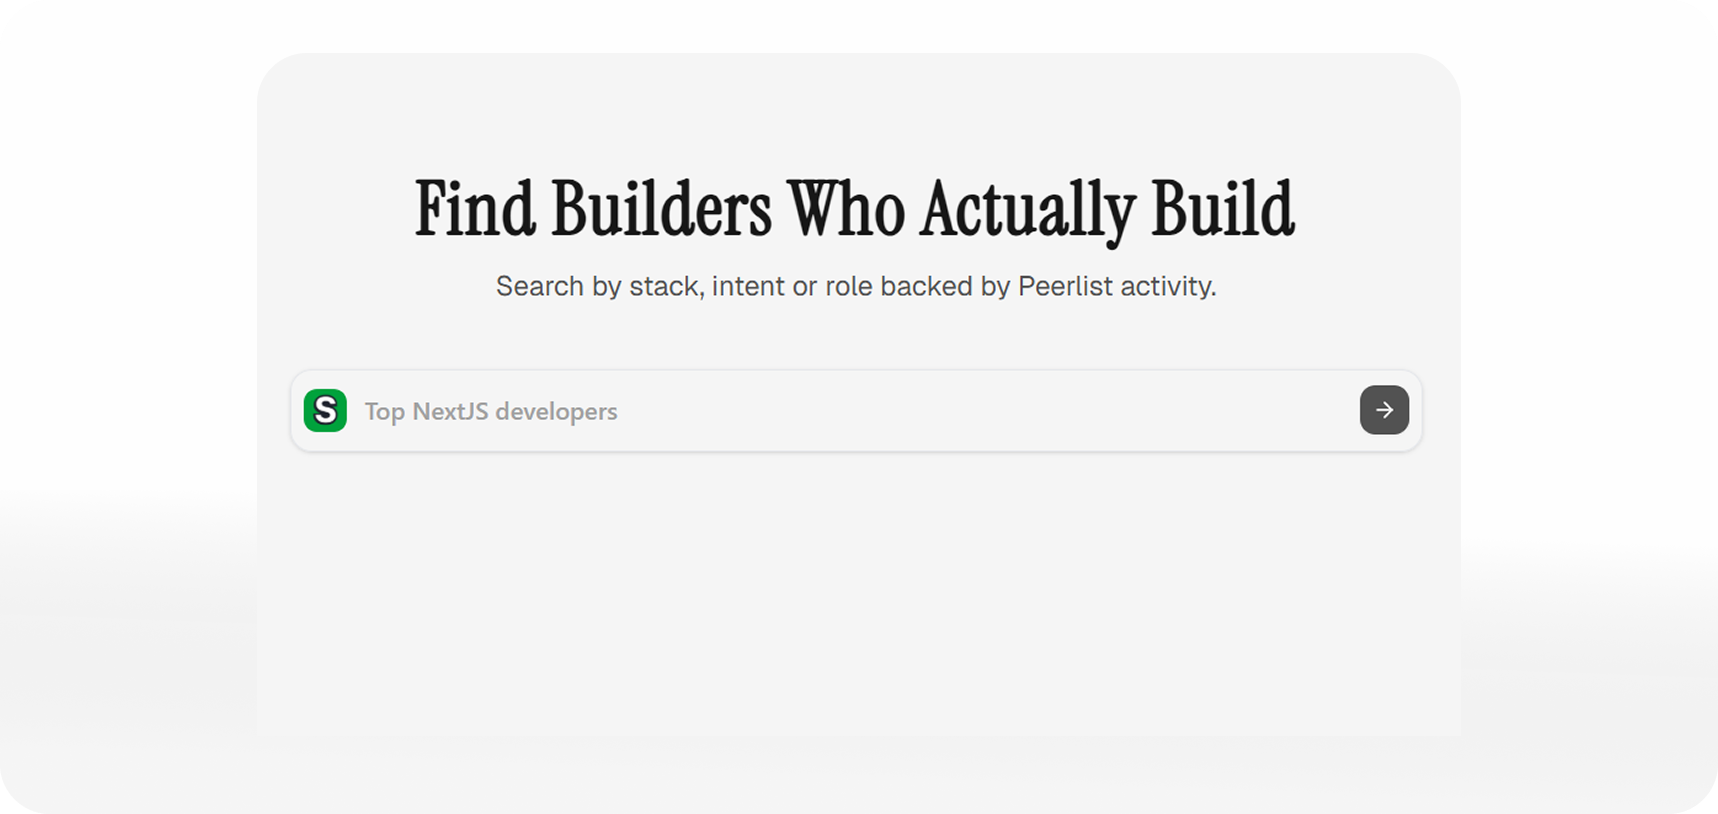 Find Builders Who Actually Build
Search by stack, intent or role backed by Peerlist activity.
S
Top NextJS developers